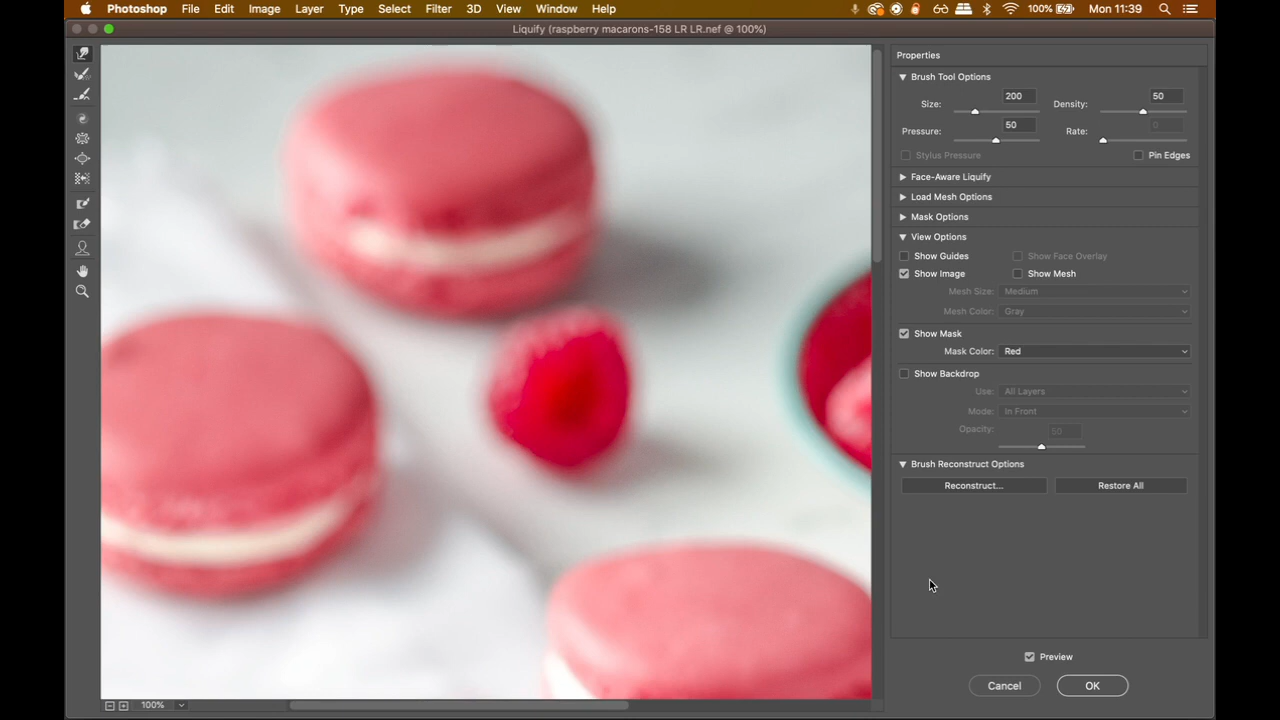 Photoshop File Edit Image Layer Type Select Filter 3D View Window Help 100% Mon 11:39
Liquify (raspberry macarons-158 LR LR.nef @ 100%)
Properties
Brush Tool Options
Size: 200 Density: 50
Pressure: 50 Rate: 0
Stylus Pressure Pin Edges
Face-Aware Liquify
Load Mesh Options
Mask Options
View Options
Show Guides Show Face Overlay
Show Image Show Mesh
Mesh Size: Medium
Mesh Color: Gray
Show Mask
Mask Color: Red
Show Backdrop
Use: All Layers
Mode: In Front
Opacity: 50
Brush Reconstruct Options
Reconstruct... Restore All
Preview
Cancel OK
100%